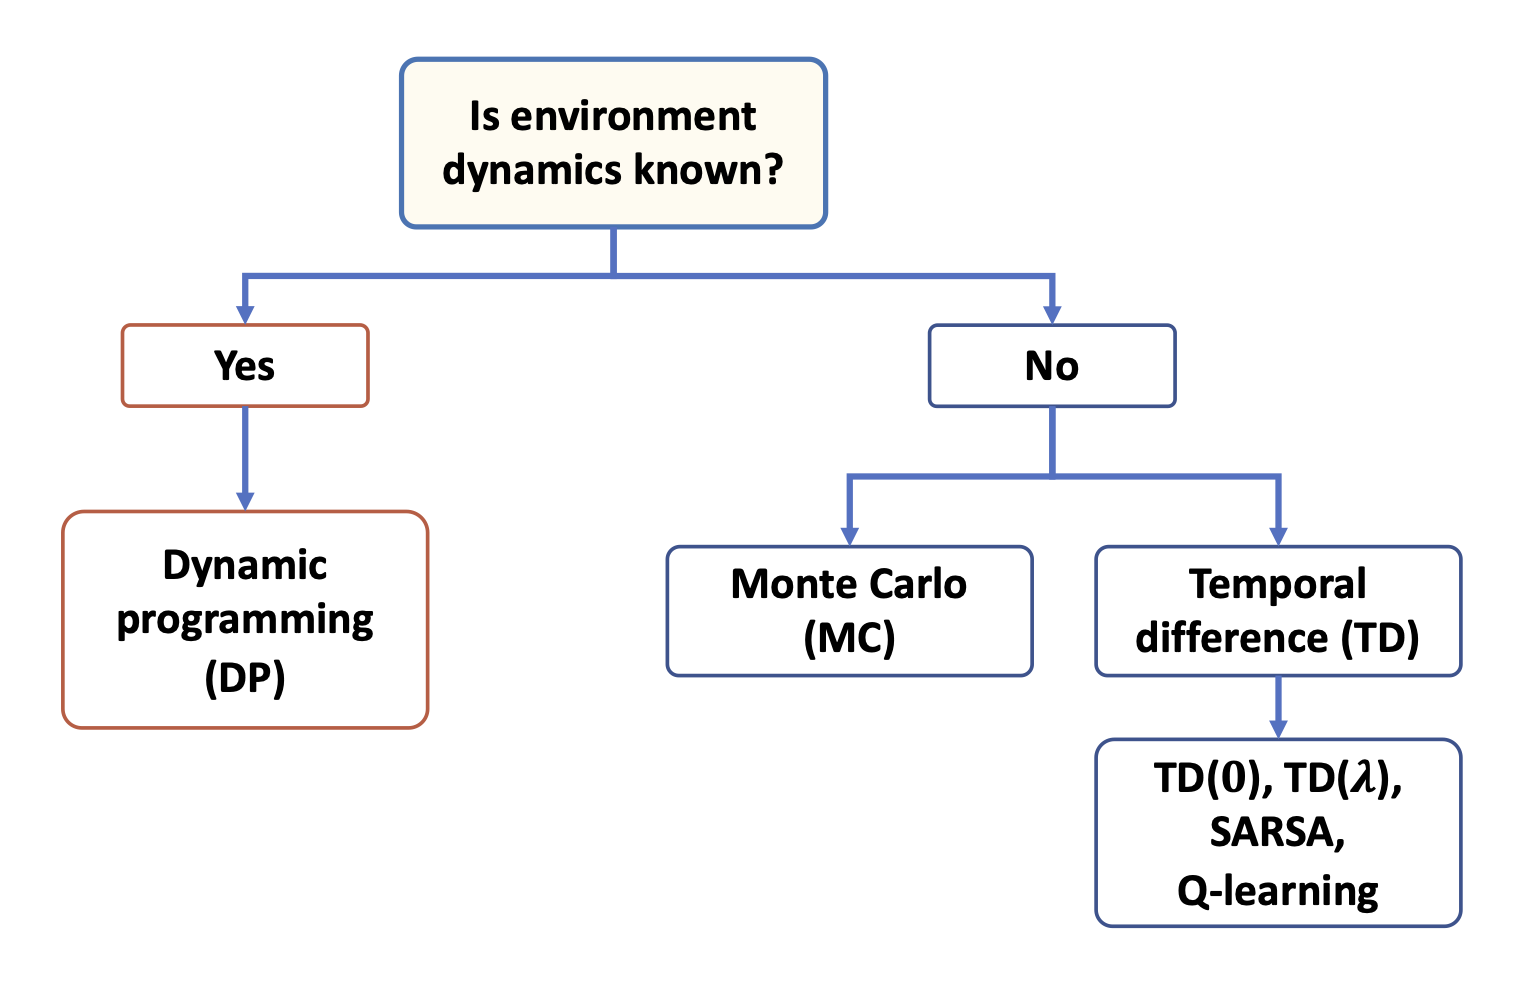 Is environment
dynamics known?
Yes
No
Dynamic
programming
(DP)
Monte Carlo
(MC)
Temporal
difference (TD)
TD(0), TD(λ),
SARSA,
Q-learning